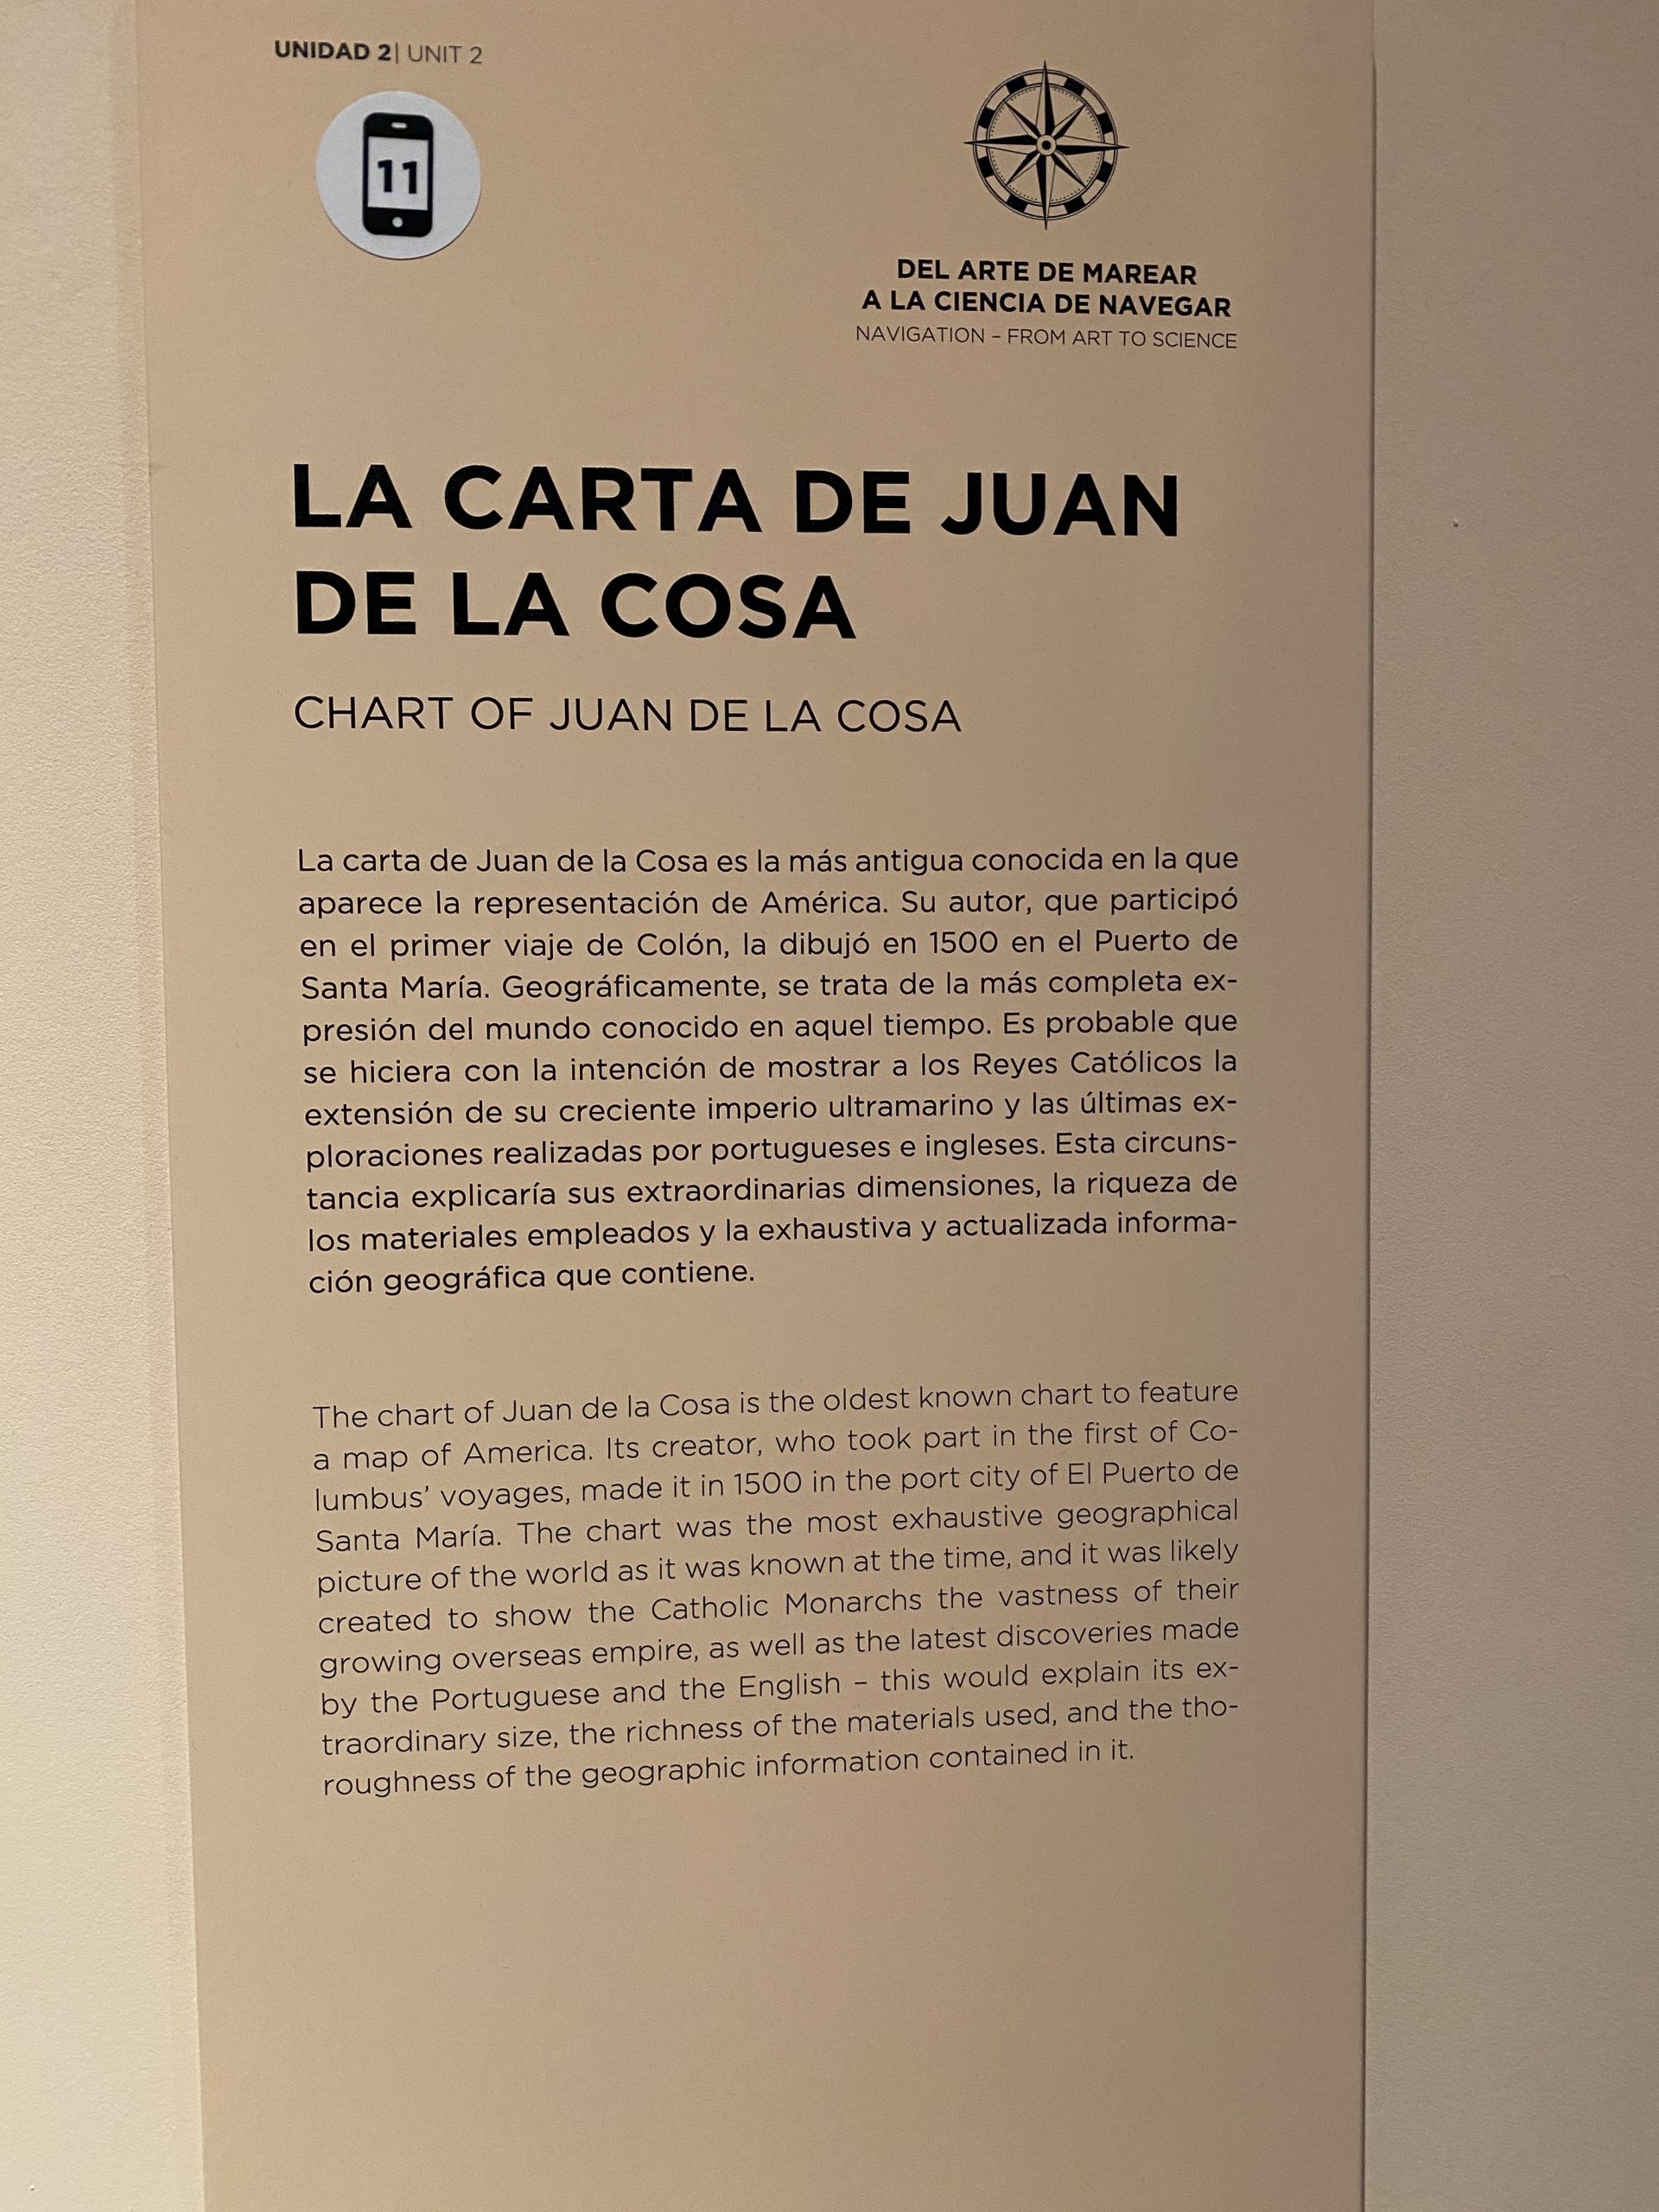 UNIDAD 2| UNIT 2
11
DEL ARTE DE MAREAR
A LA CIENCIA DE NAVEGAR
NAVIGATION – FROM ART TO SCIENCE
LA CARTA DE JUAN
DE LA COSA
CHART OF JUAN DE LA COSA
La carta de Juan de la Cosa es la más antigua conocida en la que
aparece la representación de América. Su autor, que participó
en el primer viaje de Colón, la dibujó en 1500 en el Puerto de
Santa María. Geográficamente, se trata de la más completa ex-
presión del mundo conocido en aquel tiempo. Es probable que
se hiciera con la intención de mostrar a los Reyes Católicos la
extensión de su creciente imperio ultramarino y las últimas ex-
ploraciones realizadas por portugueses e ingleses. Esta circuns-
tancia explicaría sus extraordinarias dimensiones, la riqueza de
los materiales empleados y la exhaustiva y actualizada informa-
ción geográfica que contiene.
The chart of Juan de la Cosa is the oldest known chart to feature
a map of America. Its creator, who took part in the first of Co-
lumbus’ voyages, made it in 1500 in the port city of El Puerto de
Santa María. The chart was the most exhaustive geographical
picture of the world as it was known at the time, and it was likely
created to show the Catholic Monarchs the vastness of their
growing overseas empire, as well as the latest discoveries made
by the Portuguese and the English – this would explain its ex-
traordinary size, the richness of the materials used, and the tho-
roughness of the geographic information contained in it.